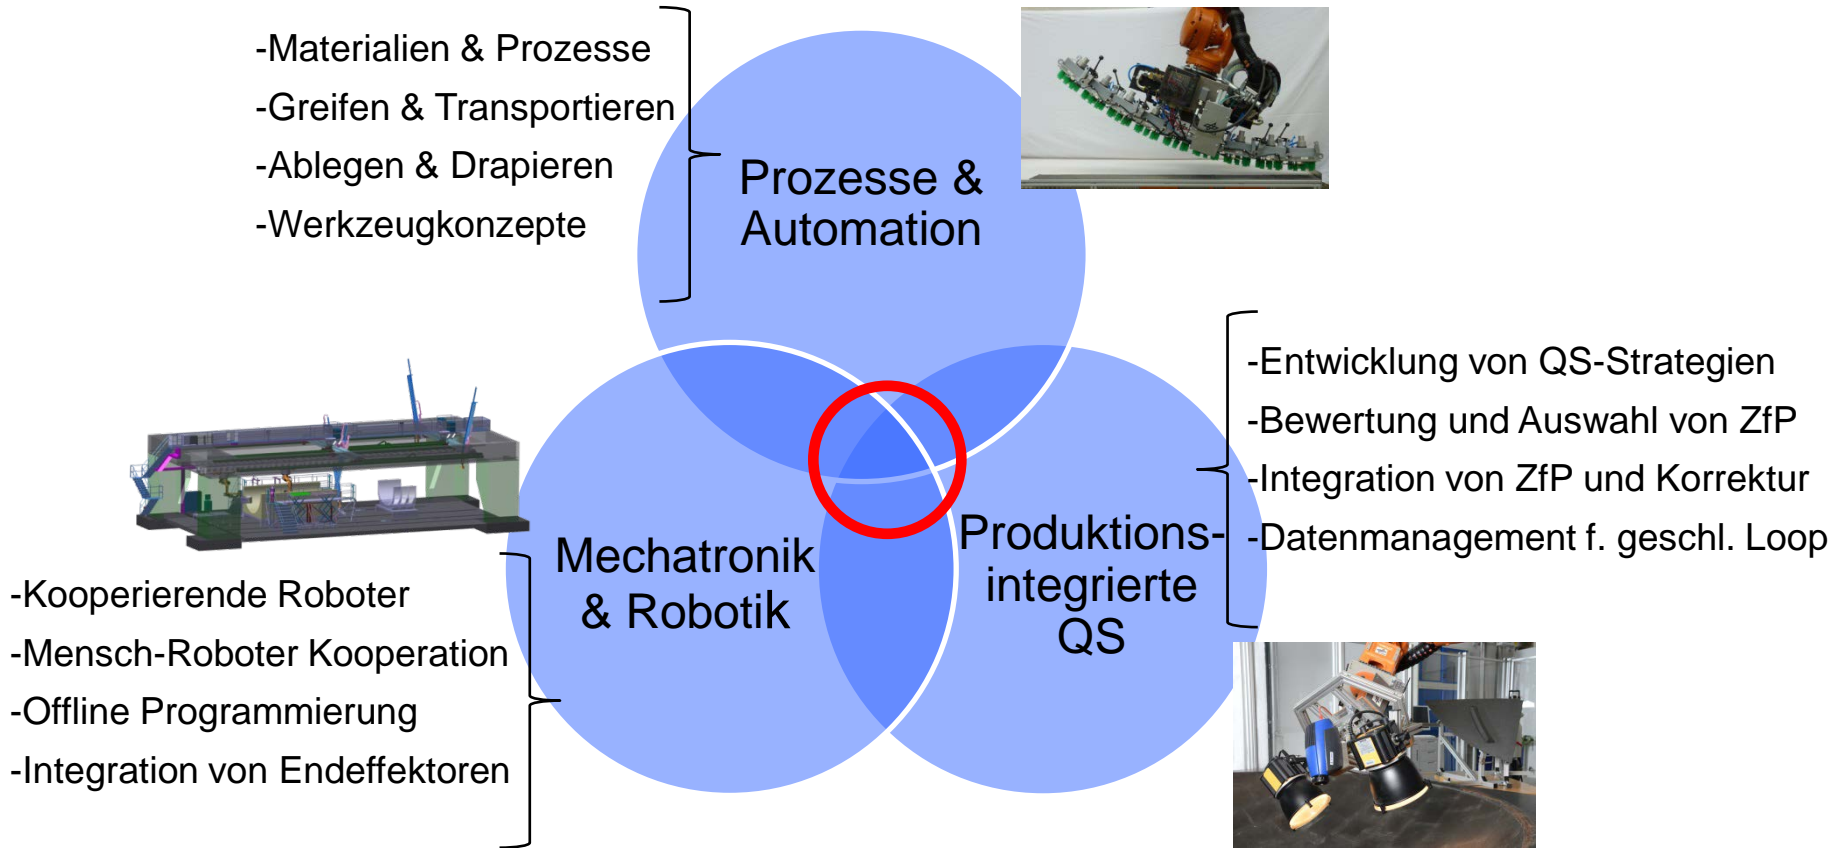 -Materialien & Prozesse
-Greifen & Transportieren
-Ablegen & Drapieren
-Werkzeugkonzepte
Prozesse &
Automation
-Entwicklung von QS-Strategien
-Bewertung und Auswahl von ZfP
-Integration von ZfP und Korrektur
-Datenmanagement f. geschl. Loop
Mechatronik
& Robotik
Produktions-
integrierte
QS
-Kooperierende Roboter
-Mensch-Roboter Kooperation
-Offline Programmierung
-Integration von Endeffektoren